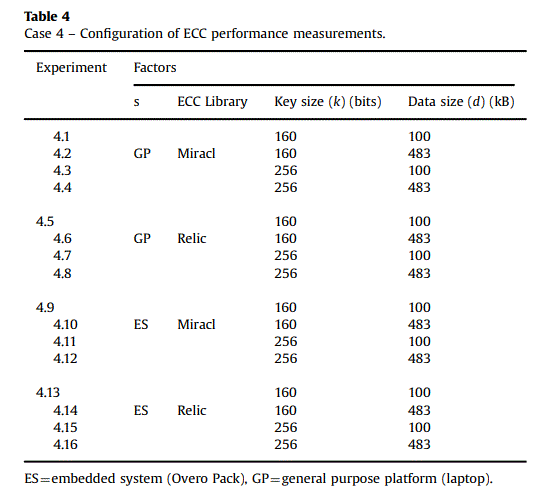 Table 4
Case 4 – Configuration of ECC performance measurements.
Experiment Factors
s ECC Library Key size (k) (bits) Data size (d) (kB)
4.1 160 100
4.2 GP Miracl 160 483
4.3 256 100
4.4 256 483
4.5 160 100
4.6 GP Relic 160 483
4.7 256 100
4.8 256 483
4.9 160 100
4.10 ES Miracl 160 483
4.11 256 100
4.12 256 483
4.13 160 100
4.14 ES Relic 160 483
4.15 256 100
4.16 256 483
ES=embedded system (Overo Pack), GP=general purpose platform (laptop).